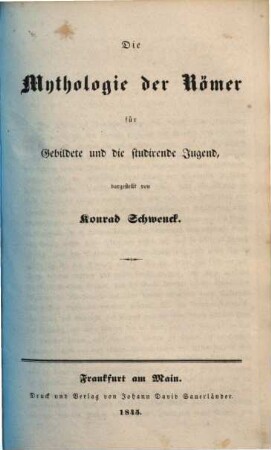 Die
Mythologie der Römer
für
Gebildete und die studirende Jugend,
dargestellt von
Konrad Schwenck.
Frankfurt am Main.
Druck und Verlag von Johann David Sauerländer.
1845.